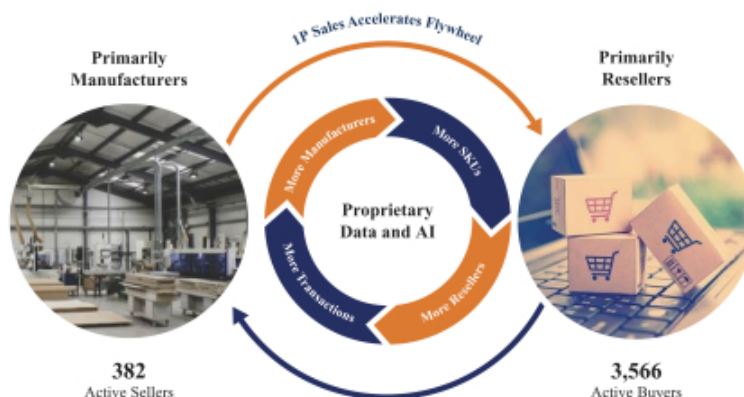 1P Sales Accelerates Flywheel
Primarily
Manufacturers
Primarily
Resellers
More Manufacturers
More SKUs
Proprietary
Data and AI
More Transactions
More Resellers
382
Active Sellers
3,566
Active Buyers